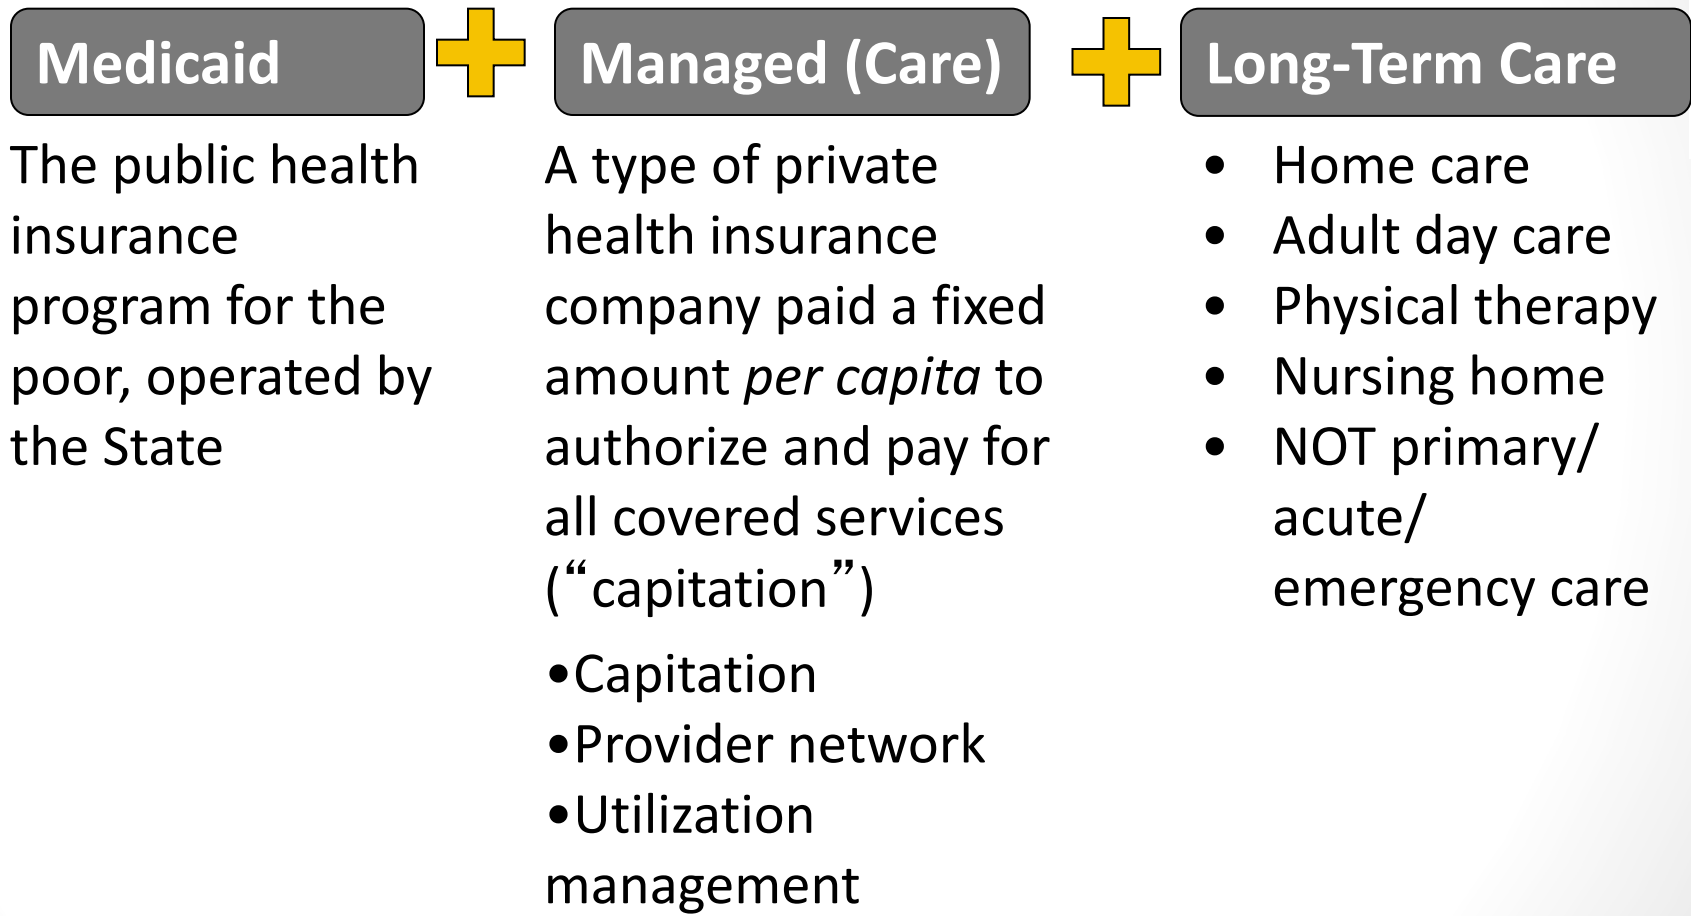 Medicaid
The public health
insurance
program for the
poor, operated by
the State
Managed (Care)
A type of private
health insurance
company paid a fixed
amount per capita to
authorize and pay for
all covered services
(“capitation”)
•Capitation
•Provider network
•Utilization
management
Long-Term Care
• Home care
• Adult day care
• Physical therapy
• Nursing home
• NOT primary/
acute/
emergency care